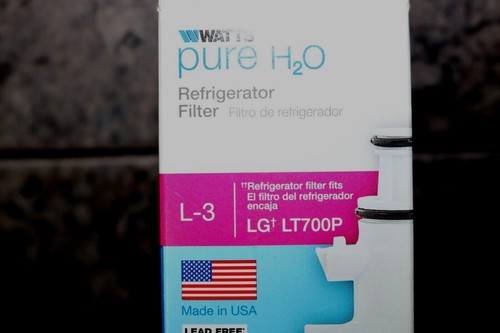 WATTS
pure H₂O
Refrigerator
Filter Filtro de refrigerador
††Refrigerator filter fits
El filtro del refrigerador
encaja
L-3
LG† LT700P
Made in USA
LEAD FREE*